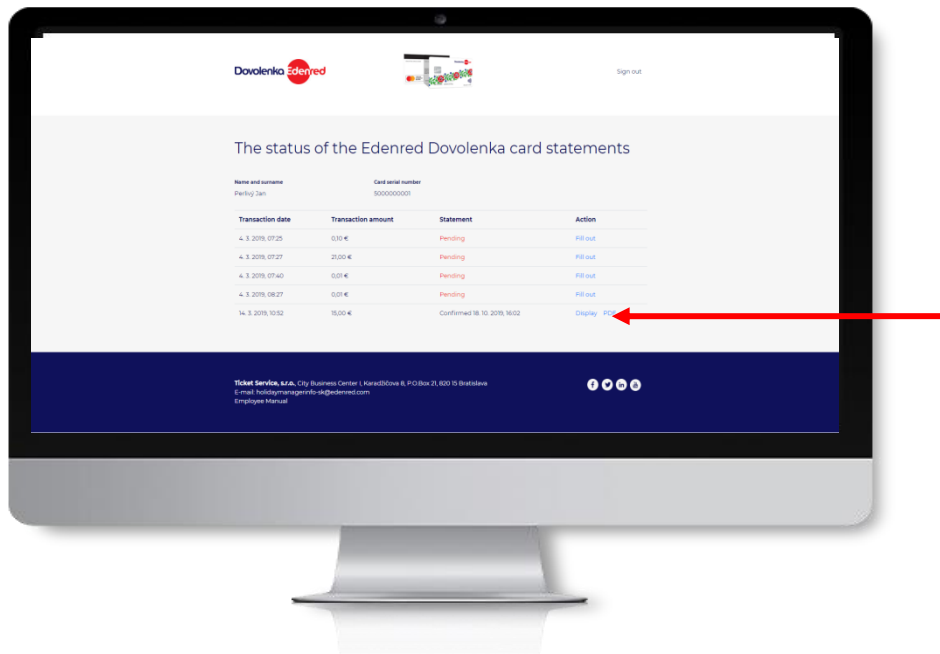 Dovolenka Edenred
Sign out
The status of the Edenred Dovolenka card statements
Name and surname Card serial number
Perlivý Jan 5000000001
Transaction date Transaction amount Statement Action
4. 3. 2019, 07:25 0,10 € Pending Fill out
4. 3. 2019, 07:27 21,00 € Pending Fill out
4. 3. 2019, 07:40 0,01 € Pending Fill out
4. 3. 2019, 08:27 0,01 € Pending Fill out
14. 3. 2019, 10:52 15,00 € Confirmed 18. 10. 2019, 16:02 Display PDF
Ticket Service, s.r.o., City Business Center I, Karadžičova 8, P.O.Box 21, 820 15 Bratislava
E-mail: holidaymanagerinfo-sk@edenred.com
Employee Manual